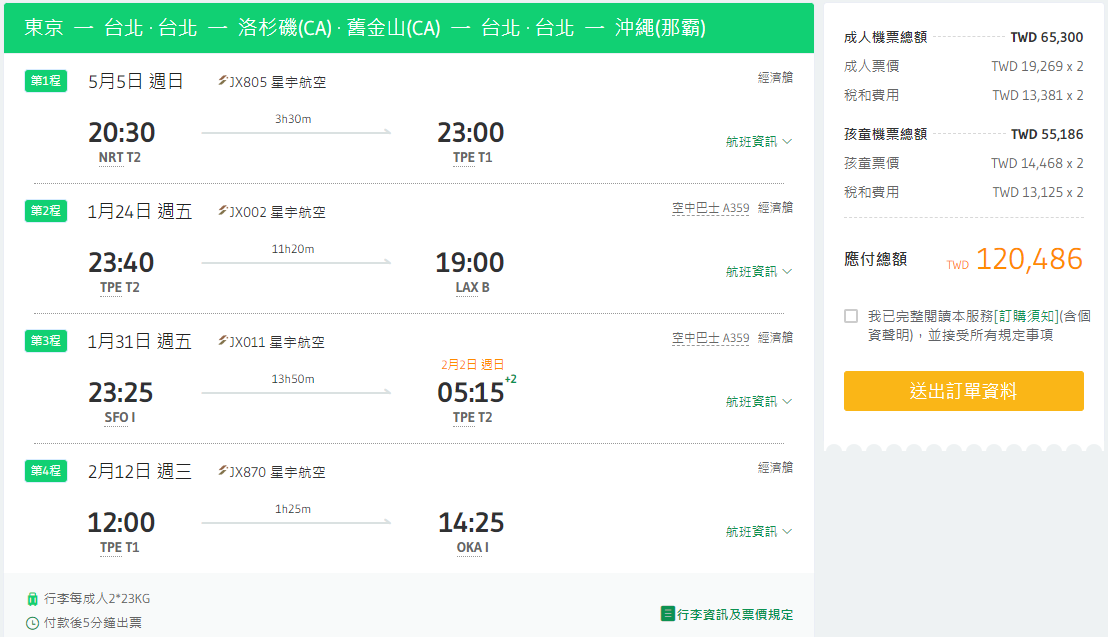 東京 一 台北 · 台北 一 洛杉磯(CA) · 舊金山(CA) 一 台北 · 台北 一 沖繩(那霸)
第1程 5月5日 週日 JX805 星宇航空 經濟艙
3h30m
20:30 23:00
NRT T2 TPE T1 航班資訊
第2程 1月24日 週五 JX002 星宇航空 空中巴士 A359 經濟艙
11h20m
23:40 19:00
TPE T2 LAX B 航班資訊
第3程 1月31日 週五 JX011 星宇航空 空中巴士 A359 經濟艙
2月2日 週日
13h50m
23:25 05:15 +2
SFO I TPE T2 航班資訊
第4程 2月12日 週三 JX870 星宇航空 經濟艙
1h25m
12:00 14:25
TPE T1 OKA I 航班資訊
行李每成人2*23KG
付款後5分鐘出票
行李資訊及票價規定
成人機票總額 TWD 65,300
成人票價 TWD 19,269 x 2
稅和費用 TWD 13,381 x 2
孩童機票總額 TWD 55,186
孩童票價 TWD 14,468 x 2
稅和費用 TWD 13,125 x 2
應付總額 TWD 120,486
我已完整閱讀本服務[訂購須知](含個
資聲明)，並接受所有規定事項
送出訂單資料